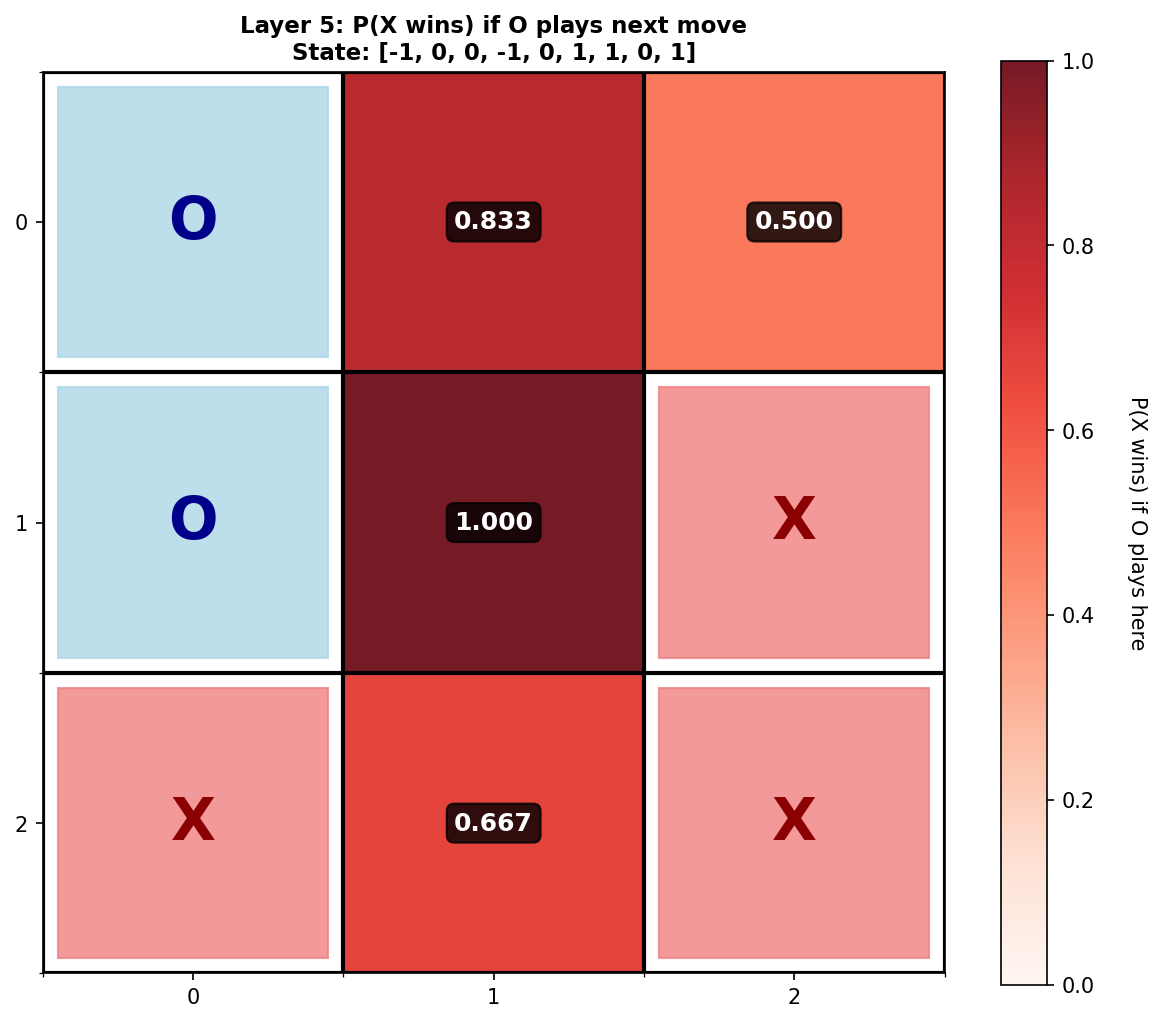 Layer 5: P(X wins) if O plays next move
State: [-1, 0, 0, -1, 0, 1, 1, 0, 1]
0
O
0.833
0.500
1
O
1.000
X
2
X
0.667
X
0
1
2
1.0
0.8
0.6
0.4
0.2
0.0
P(X wins) if O plays here